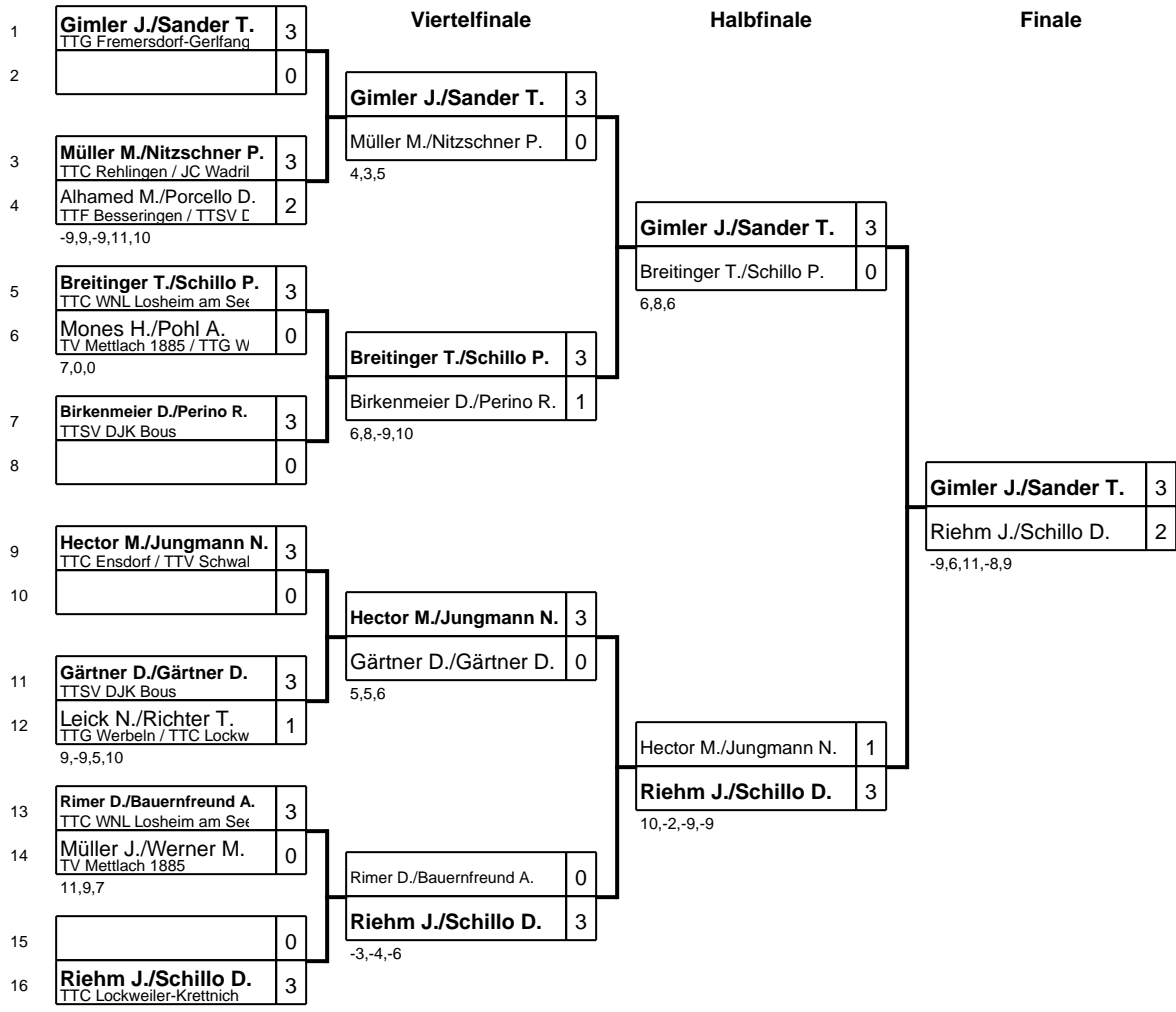 Viertelfinale
Halbfinale
Finale
1
Gimler J./Sander T.
3
TTG Fremersdorf-Gerlfang
2
0
3
Müller M./Nitzschner P.
3
TTC Rehlingen / JC Wadril
4
Alhamed M./Porcello D.
2
TTF Besseringen / TTSV D
-9,9,-9,11,10
5
Breitinger T./Schillo P.
3
TTC WNL Losheim am See
6
Mones H./Pohl A.
0
TV Mettlach 1885 / TTG W
7,0,0
7
Birkenmeier D./Perino R.
3
TTSV DJK Bous
8
0
9
Hector M./Jungmann N.
3
TTC Ensdorf / TTV Schwal
10
0
11
Gärtner D./Gärtner D.
3
TTSV DJK Bous
12
Leick N./Richter T.
1
TTG Werbeln / TTC Lockw
9,-9,5,10
13
Rimer D./Bauernfreund A.
3
TTC WNL Losheim am See
14
Müller J./Werner M.
0
TV Mettlach 1885
11,9,7
15
0
16
Riehm J./Schillo D.
3
TTC Lockweiler-Krettnich
Gimler J./Sander T.
3
Müller M./Nitzschner P.
0
4,3,5
Breitinger T./Schillo P.
3
Birkenmeier D./Perino R.
1
6,8,-9,10
Hector M./Jungmann N.
3
Gärtner D./Gärtner D.
0
5,5,6
Rimer D./Bauernfreund A.
0
Riehm J./Schillo D.
3
-3,-4,-6
Gimler J./Sander T.
3
Breitinger T./Schillo P.
0
6,8,6
Hector M./Jungmann N.
1
Riehm J./Schillo D.
3
10,-2,-9,-9
Gimler J./Sander T.
3
Riehm J./Schillo D.
2
-9,6,11,-8,9